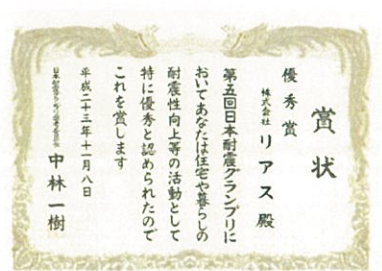 賞状
優秀賞
株式会社 リアス 殿
第五回日本耐震グランプリに
おいてあなたは住宅や暮らしの
耐震性向上等の活動として
特に優秀と認められたので
これを賞します
平成二十三年十一月八日
中林一樹